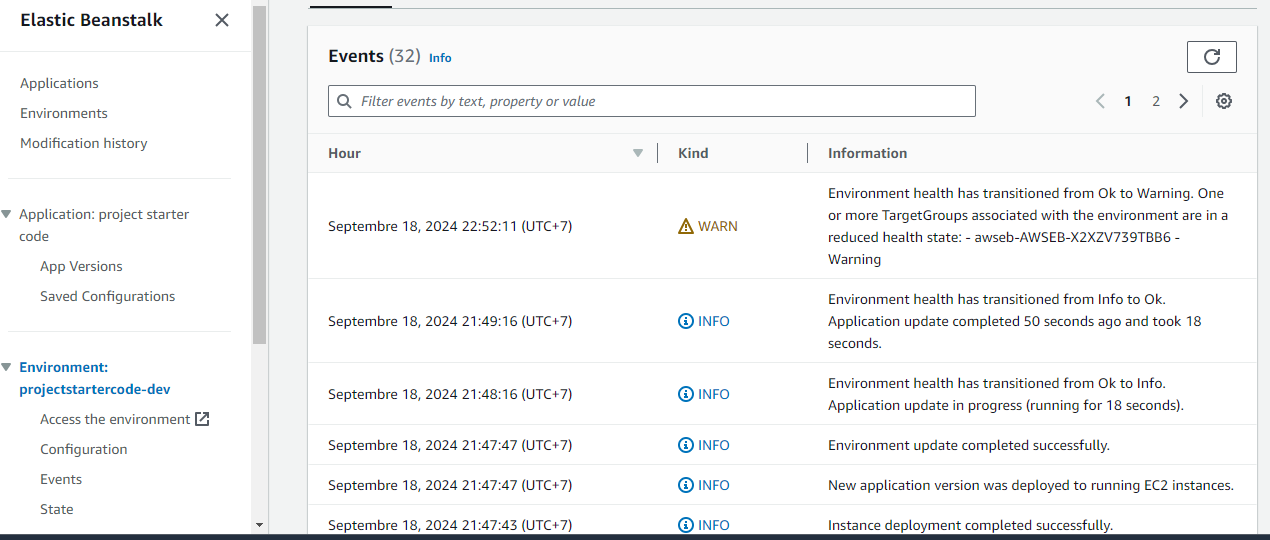 Elastic Beanstalk
Applications
Environments
Modification history
Application: project starter
code
App Versions
Saved Configurations
Environment:
projectstartercode-dev
Access the environment
Configuration
Events
State
Events (32) Info
Filter events by text, property or value
1 2
Hour Kind Information
Septembre 18, 2024 22:52:11 (UTC+7) WARN
Environment health has transitioned from Ok to Warning. One
or more TargetGroups associated with the environment are in a
reduced health state: - awseb-AWSEB-X2XZV739TBB6 -
Warning
Septembre 18, 2024 21:49:16 (UTC+7) INFO
Environment health has transitioned from Info to Ok.
Application update completed 50 seconds ago and took 18
seconds.
Septembre 18, 2024 21:48:16 (UTC+7) INFO
Environment health has transitioned from Ok to Info.
Application update in progress (running for 18 seconds).
Septembre 18, 2024 21:47:47 (UTC+7) INFO Environment update completed successfully.
Septembre 18, 2024 21:47:47 (UTC+7) INFO New application version was deployed to running EC2 instances.
Septembre 18, 2024 21:47:43 (UTC+7) INFO Instance deployment completed successfully.